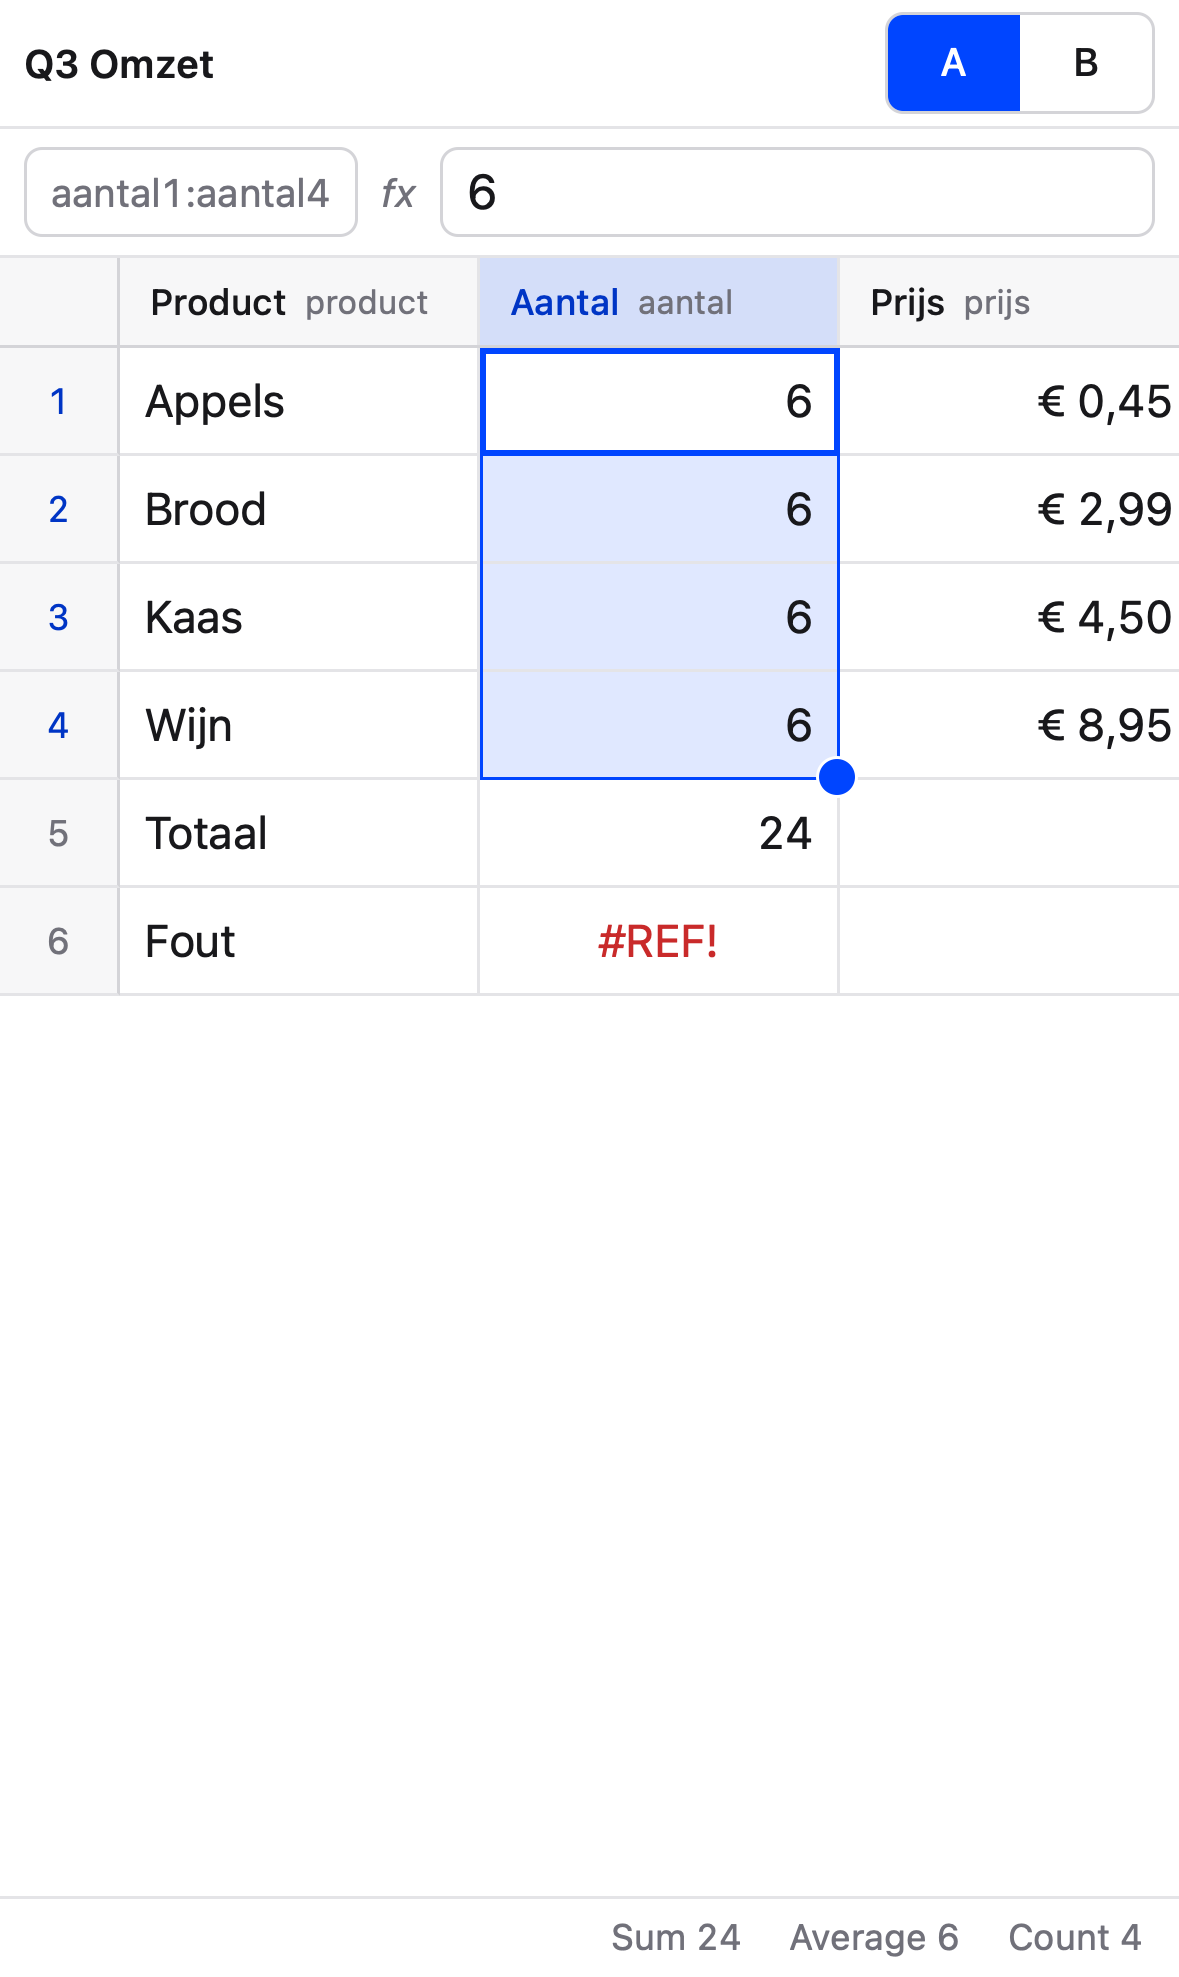 Q3 Omzet A B
aantal1:aantal4 fx 6
Product product Aantal aantal Prijs prijs
1 Appels 6 € 0,45
2 Brood 6 € 2,99
3 Kaas 6 € 4,50
4 Wijn 6 € 8,95
5 Totaal 24
6 Fout #REF!
Sum 24 Average 6 Count 4